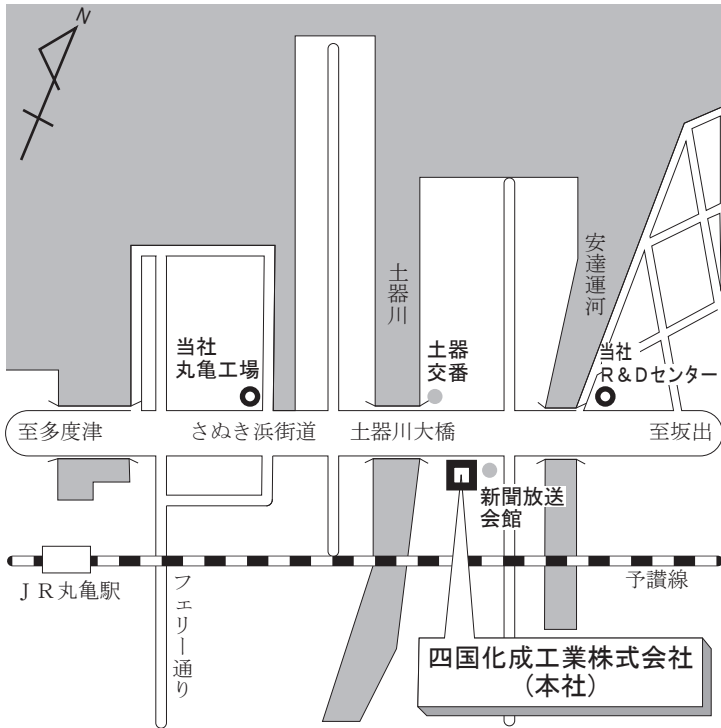 N
安達運河
土器川
当社
丸亀工場
土器
交番
当社
R&Dセンター
至多度津
さぬき浜街道
土器川大橋
至坂出
新聞放送
会館
JR丸亀駅
フェリー通り
予讃線
四国化成工業株式会社
(本社)